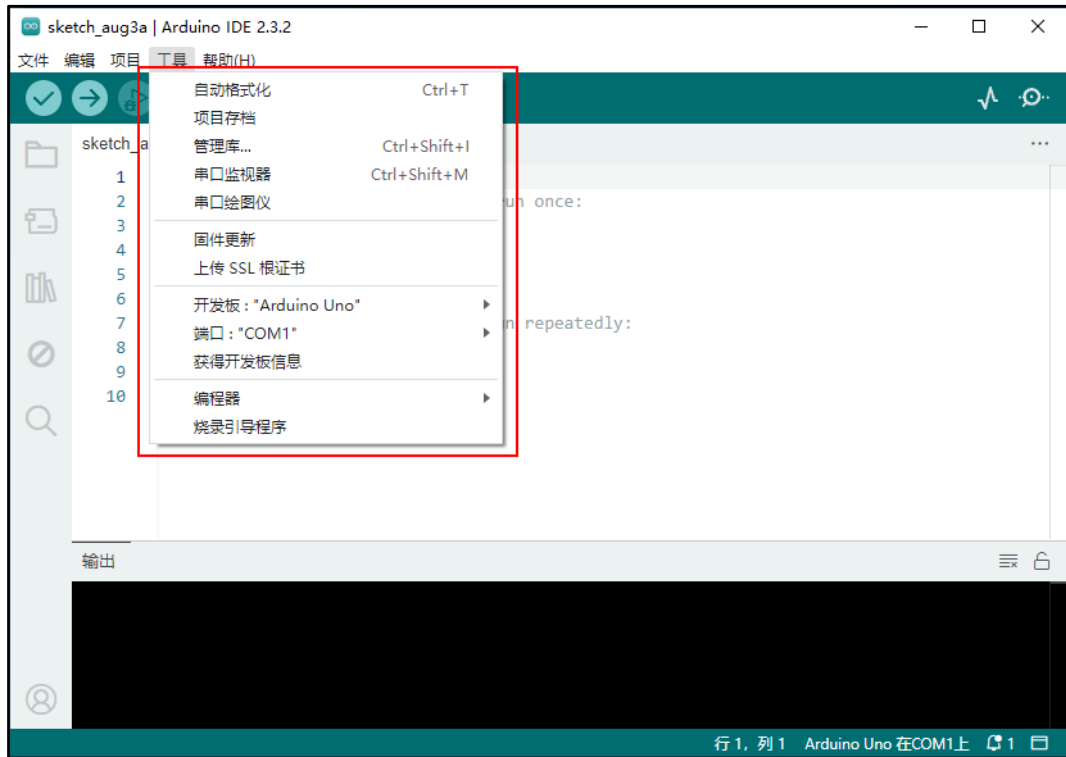 sketch_aug3a | Arduino IDE 2.3.2
文件 编辑 项目 工具 帮助(H)
自动格式化 Ctrl+T
项目存档
管理库... Ctrl+Shift+I
串口监视器 Ctrl+Shift+M
串口绘图仪
固件更新
上传 SSL 根证书
开发板 : "Arduino Uno"
端口 : "COM1"
获得开发板信息
编程器
烧录引导程序
sketch_a
1
2 un once:
3
4
5
6
7 n repeatedly:
8
9
10
输出
行 1, 列 1 Arduino Uno 在COM1上 1